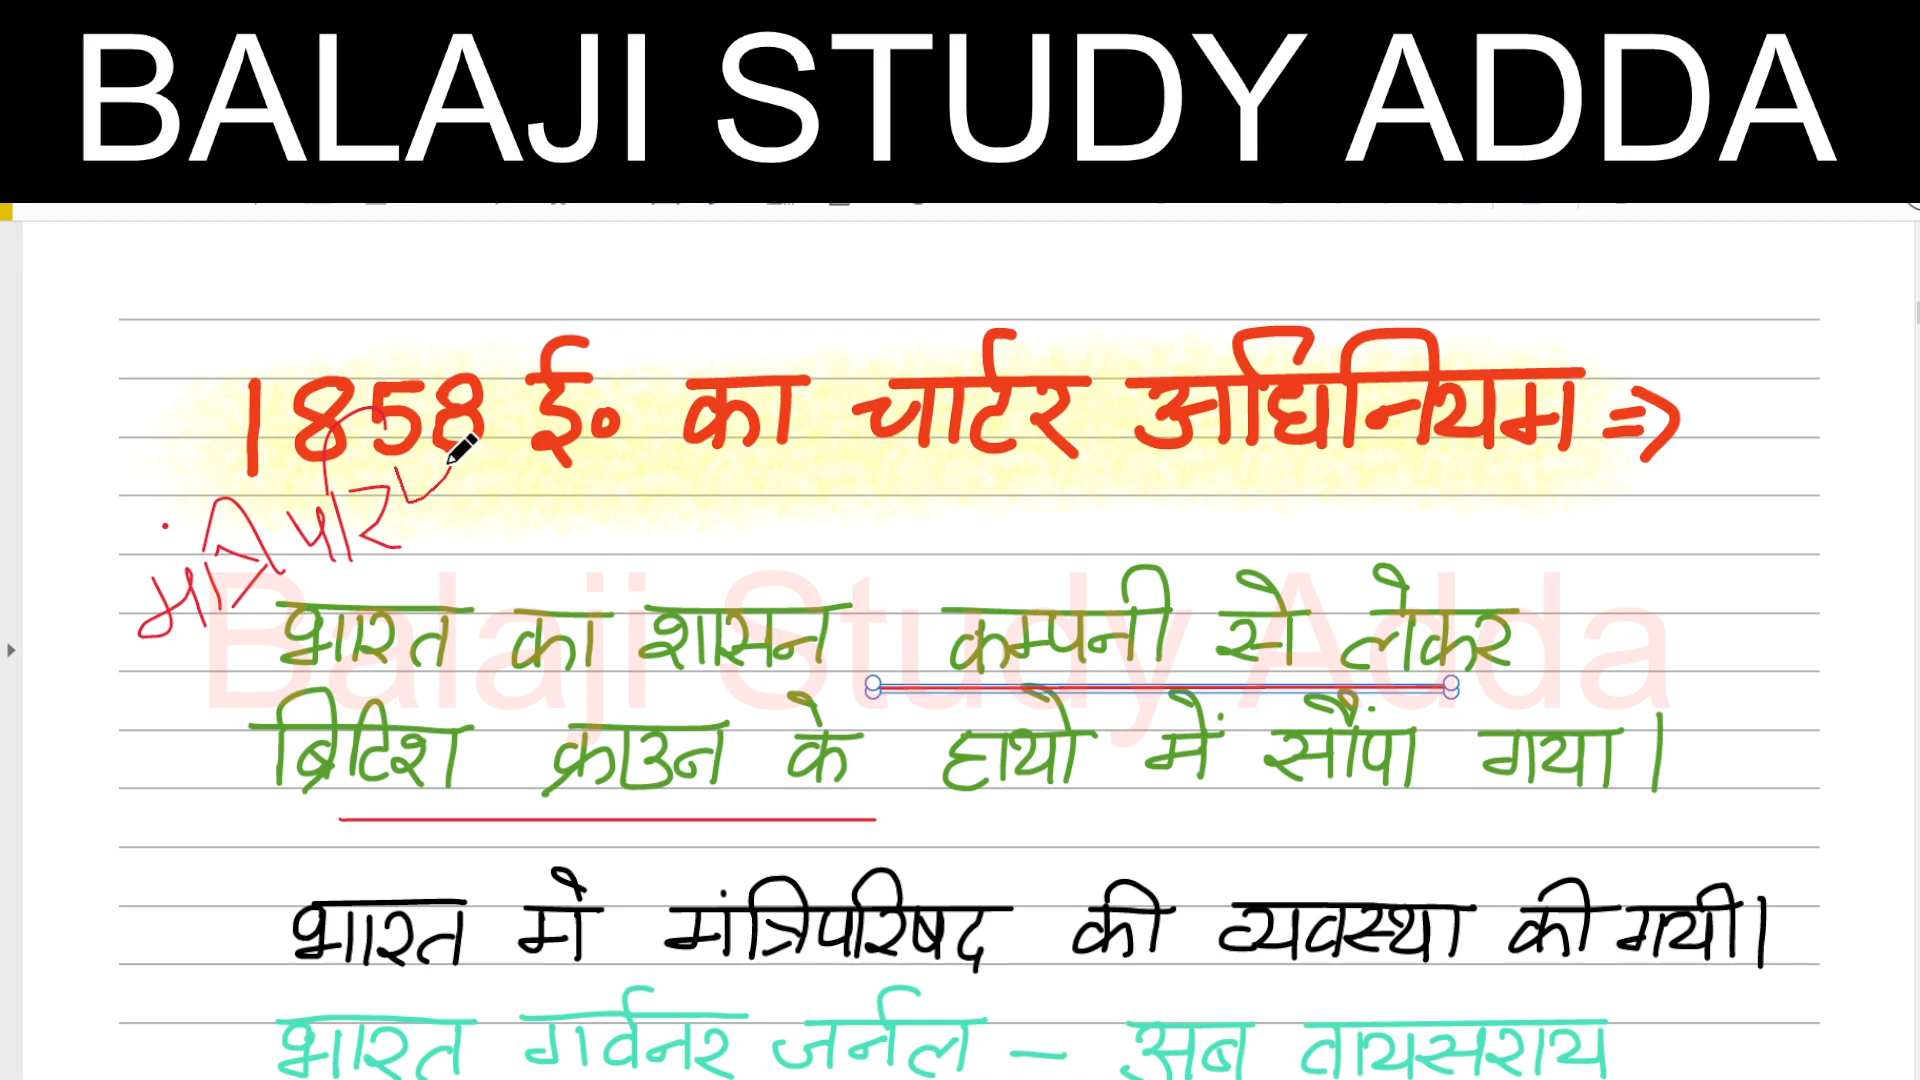 BALAJI STUDY ADDA
1858 ई० का चार्टर अधिनियम =>
मंत्रि परि
Balaji Study Adda
भारत का शासन कम्पनी से लेकर
ब्रिटिश क्राउन के हाथो में सौंपा गया।
भारत मे मंत्रिपरिषद की व्यवस्था की गयी।
भारत गर्वनर जर्नल – अब वायसराय